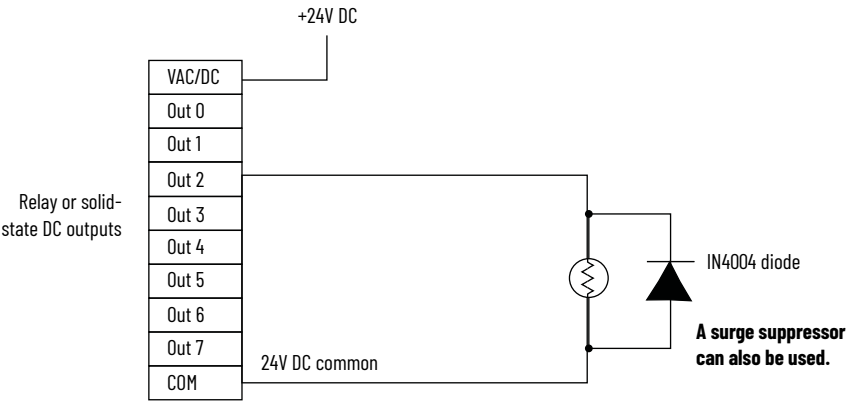 +24V DC
VAC/DC
Out 0
Out 1
Out 2
Relay or solid-
state DC outputs
Out 3
Out 4
Out 5
Out 6
Out 7
COM
24V DC common
IN4004 diode
A surge suppressor
can also be used.